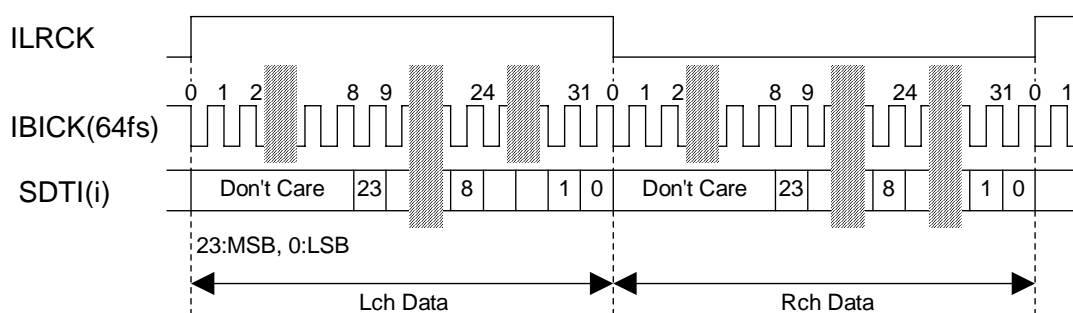 ILRCK
0 1 2 8 9 24 31 0 1 2 8 9 24 31 0 1
IBICK(64fs)
SDTI(i) Don't Care 23 8 1 0 Don't Care 23 8 1 0
23:MSB, 0:LSB
Lch Data Rch Data